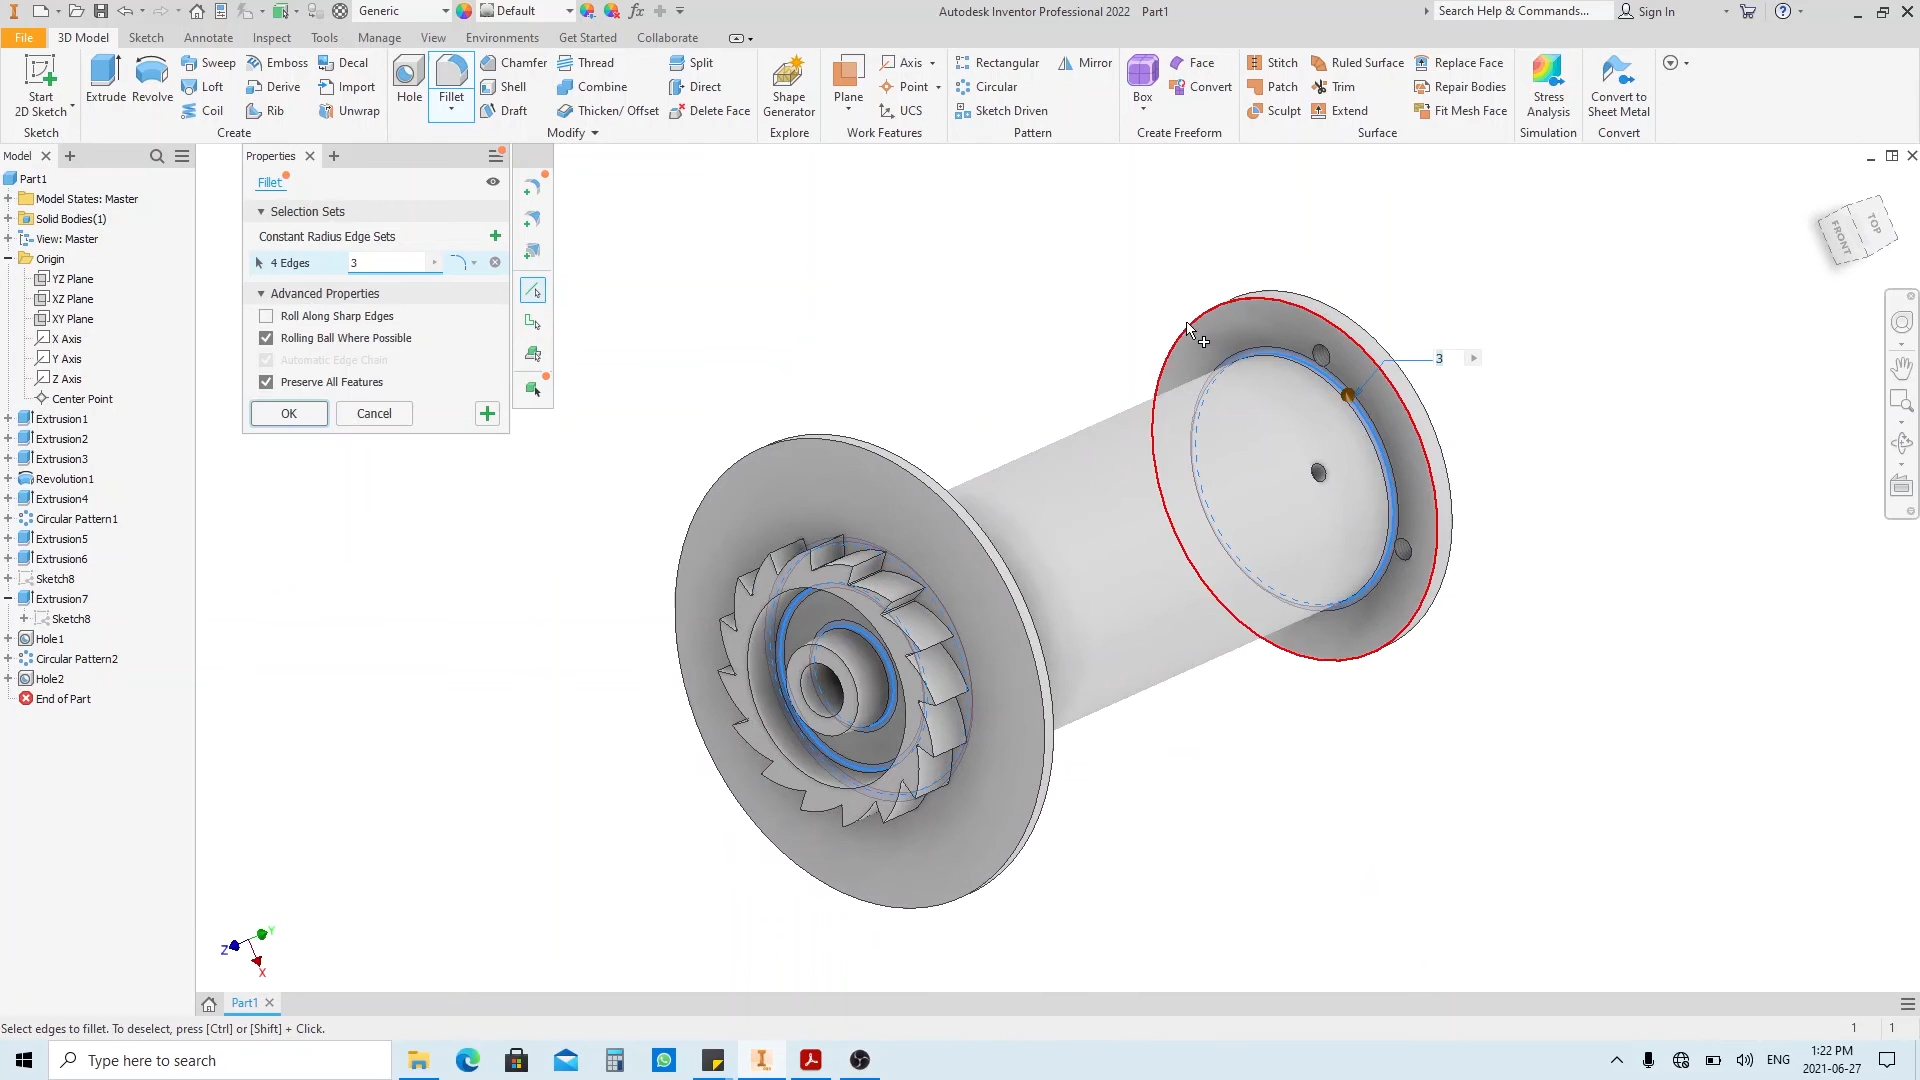 Generic
Default
fx
Autodesk Inventor Professional 2022 Part1
Search Help & Commands...
Sign In
File
3D Model
Sketch
Annotate
Inspect
Tools
Manage
View
Environments
Get Started
Collaborate
Start
2D Sketch
Sketch
Extrude
Revolve
Sweep
Emboss
Decal
Loft
Derive
Import
Coil
Rib
Unwrap
Create
Hole
Fillet
Chamfer
Thread
Split
Shell
Combine
Direct
Draft
Thicken/ Offset
Delete Face
Modify
Shape
Generator
Explore
Plane
Axis
Point
UCS
Work Features
Rectangular
Mirror
Circular
Sketch Driven
Pattern
Box
Face
Convert
Create Freeform
Stitch
Ruled Surface
Replace Face
Patch
Trim
Repair Bodies
Sculpt
Extend
Fit Mesh Face
Surface
Stress
Analysis
Simulation
Convert to
Sheet Metal
Convert
Model
Part1
Model States: Master
Solid Bodies(1)
View: Master
Origin
YZ Plane
XZ Plane
XY Plane
X Axis
Y Axis
Z Axis
Center Point
Extrusion1
Extrusion2
Extrusion3
Revolution1
Extrusion4
Circular Pattern1
Extrusion5
Extrusion6
Sketch8
Extrusion7
Sketch8
Hole1
Circular Pattern2
Hole2
End of Part
Properties
Fillet
Selection Sets
Constant Radius Edge Sets
4 Edges 3
Advanced Properties
Roll Along Sharp Edges
Rolling Ball Where Possible
Automatic Edge Chain
Preserve All Features
OK
Cancel
3
FRONT
TOP
Z
Y
X
Part1
Select edges to fillet. To deselect, press [Ctrl] or [Shift] + Click.
1 1
Type here to search
ENG
1:22 PM
2021-06-27